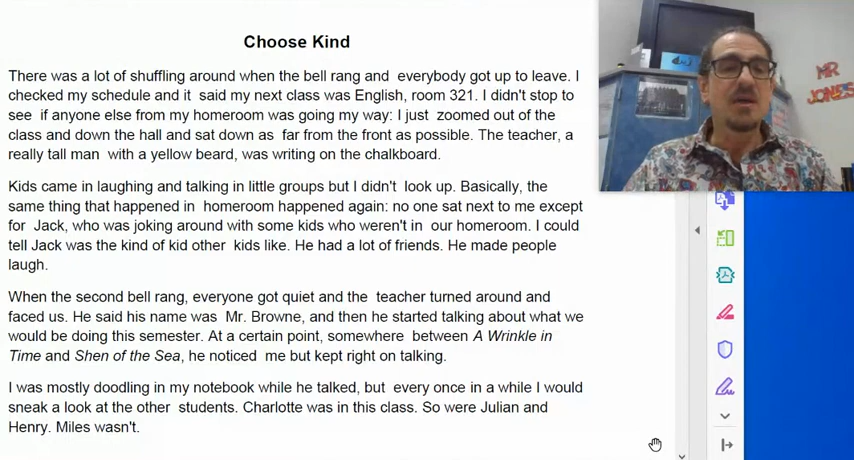 Choose Kind
There was a lot of shuffling around when the bell rang and everybody got up to leave. I
checked my schedule and it said my next class was English, room 321. I didn't stop to
see if anyone else from my homeroom was going my way: I just zoomed out of the
class and down the hall and sat down as far from the front as possible. The teacher, a
really tall man with a yellow beard, was writing on the chalkboard.
Kids came in laughing and talking in little groups but I didn't look up. Basically, the
same thing that happened in homeroom happened again: no one sat next to me except
for Jack, who was joking around with some kids who weren't in our homeroom. I could
tell Jack was the kind of kid other kids like. He had a lot of friends. He made people
laugh.
When the second bell rang, everyone got quiet and the teacher turned around and
faced us. He said his name was Mr. Browne, and then he started talking about what we
would be doing this semester. At a certain point, somewhere between A Wrinkle in
Time and Shen of the Sea, he noticed me but kept right on talking.
I was mostly doodling in my notebook while he talked, but every once in a while I would
sneak a look at the other students. Charlotte was in this class. So were Julian and
Henry. Miles wasn't.
MR
JONES